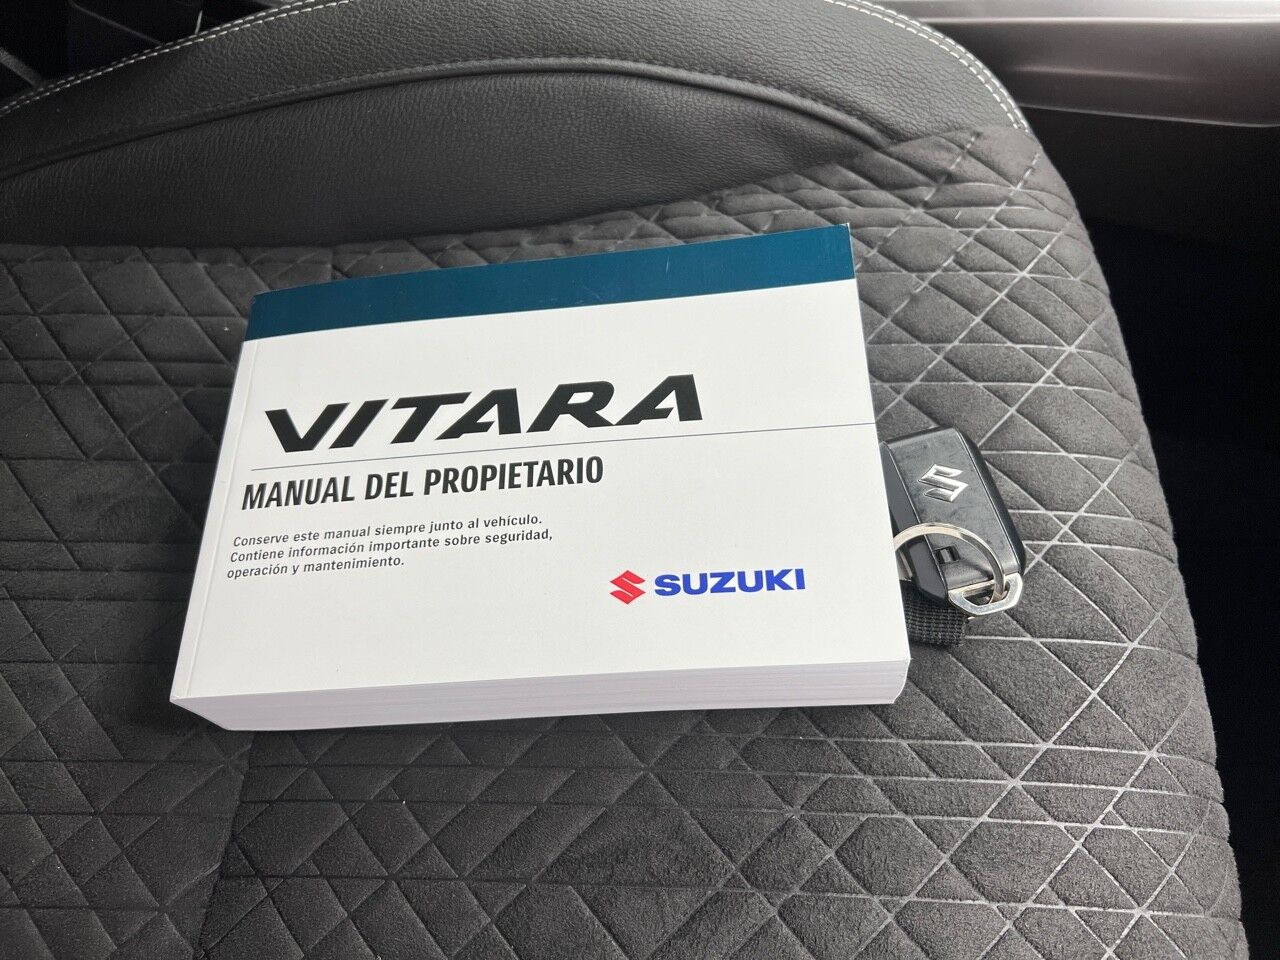 VITARA
MANUAL DEL PROPIETARIO
Conserve este manual siempre junto al vehículo.
Contiene información importante sobre seguridad,
operación y mantenimiento.
SUZUKI